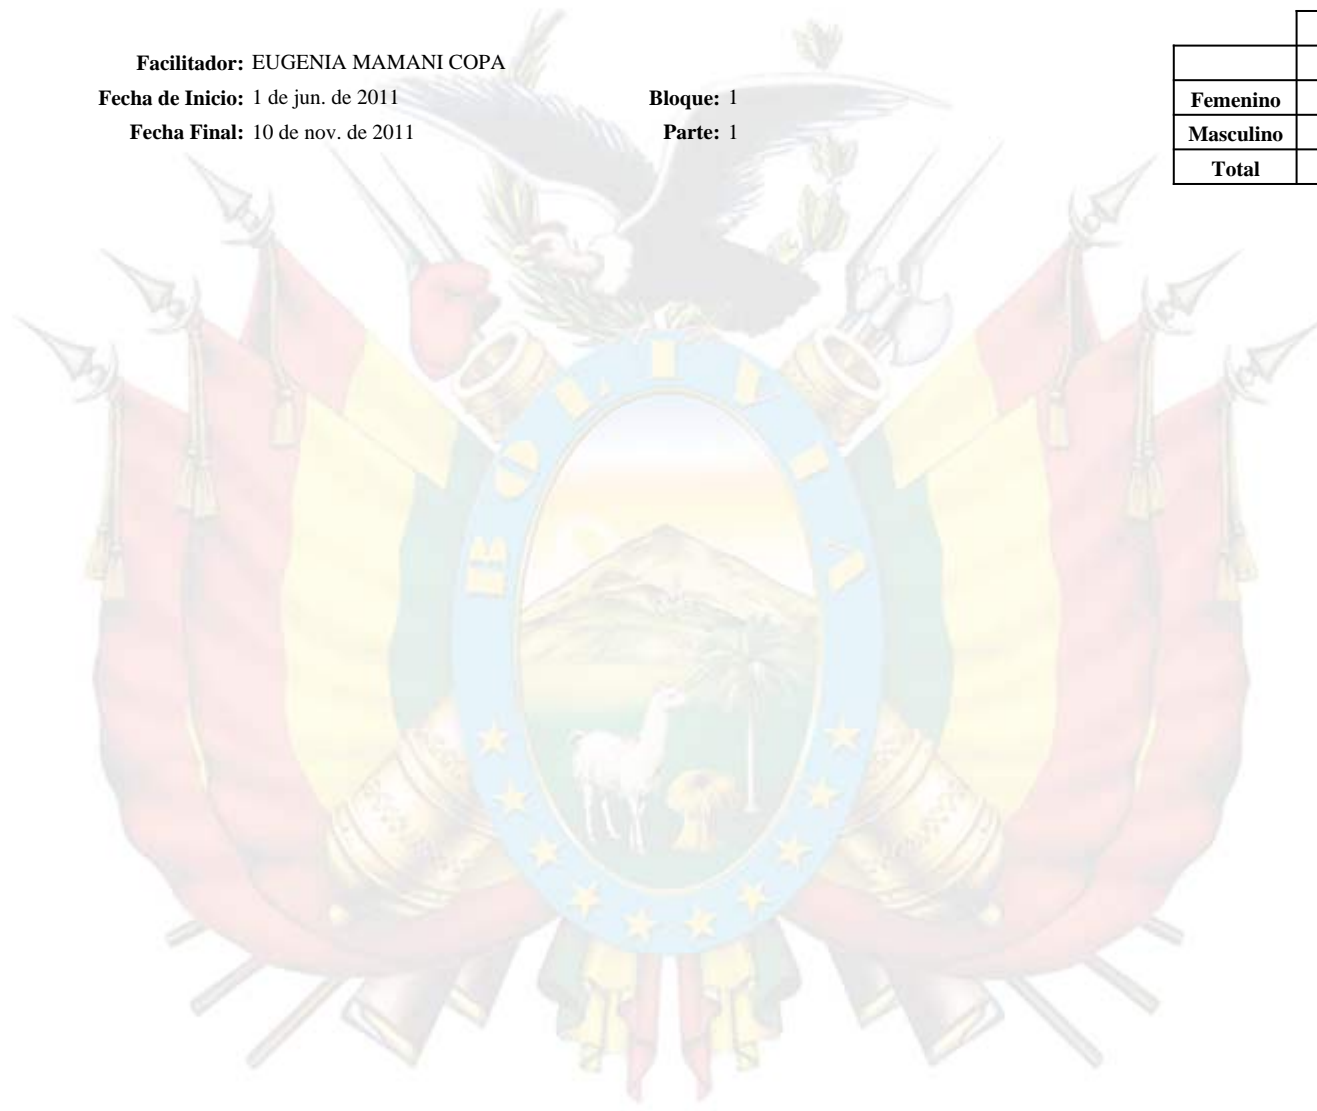 Facilitador: EUGENIA MAMANI COPA
Fecha de Inicio: 1 de jun. de 2011 Bloque: 1
Fecha Final: 10 de nov. de 2011 Parte: 1
Femenino
Masculino
Total
BOLIVIA